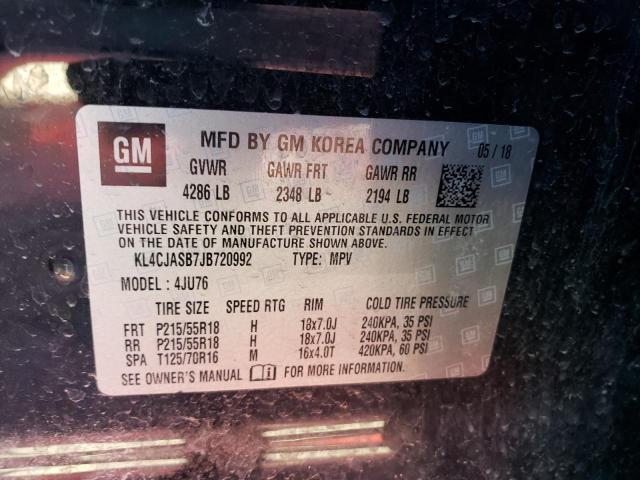 GM MFD BY GM KOREA COMPANY 05/18
GVWR GAWR FRT GAWR RR
4286 LB 2348 LB 2194 LB
THIS VEHICLE CONFORMS TO ALL APPLICABLE U.S. FEDERAL MOTOR
VEHICLE SAFETY AND THEFT PREVENTION STANDARDS IN EFFECT
ON THE DATE OF MANUFACTURE SHOWN ABOVE.
KL4CJASB7JB720992 TYPE: MPV
MODEL: 4JU76
TIRE SIZE SPEED RTG RIM COLD TIRE PRESSURE
FRT P215/55R18 H 18x7.0J 240KPA, 35 PSI
RR P215/55R18 H 18x7.0J 240KPA, 35 PSI
SPA T125/70R16 M 16x4.0T 420KPA, 60 PSI
SEE OWNER'S MANUAL FOR MORE INFORMATION.